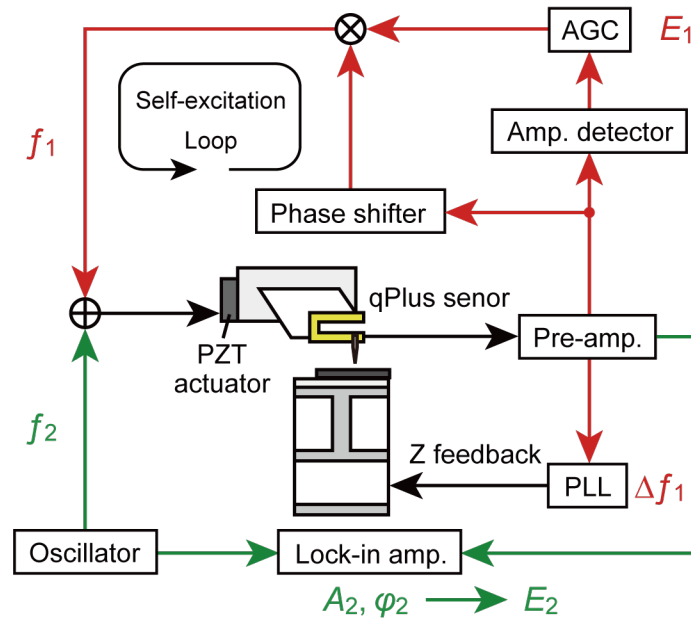 AGC
E1
Self-excitation
Loop
f1
Amp. detector
Phase shifter
qPlus senor
Pre-amp.
PZT
actuator
f2
Z feedback
PLL
Δf1
Oscillator
Lock-in amp.
A2, φ2
E2